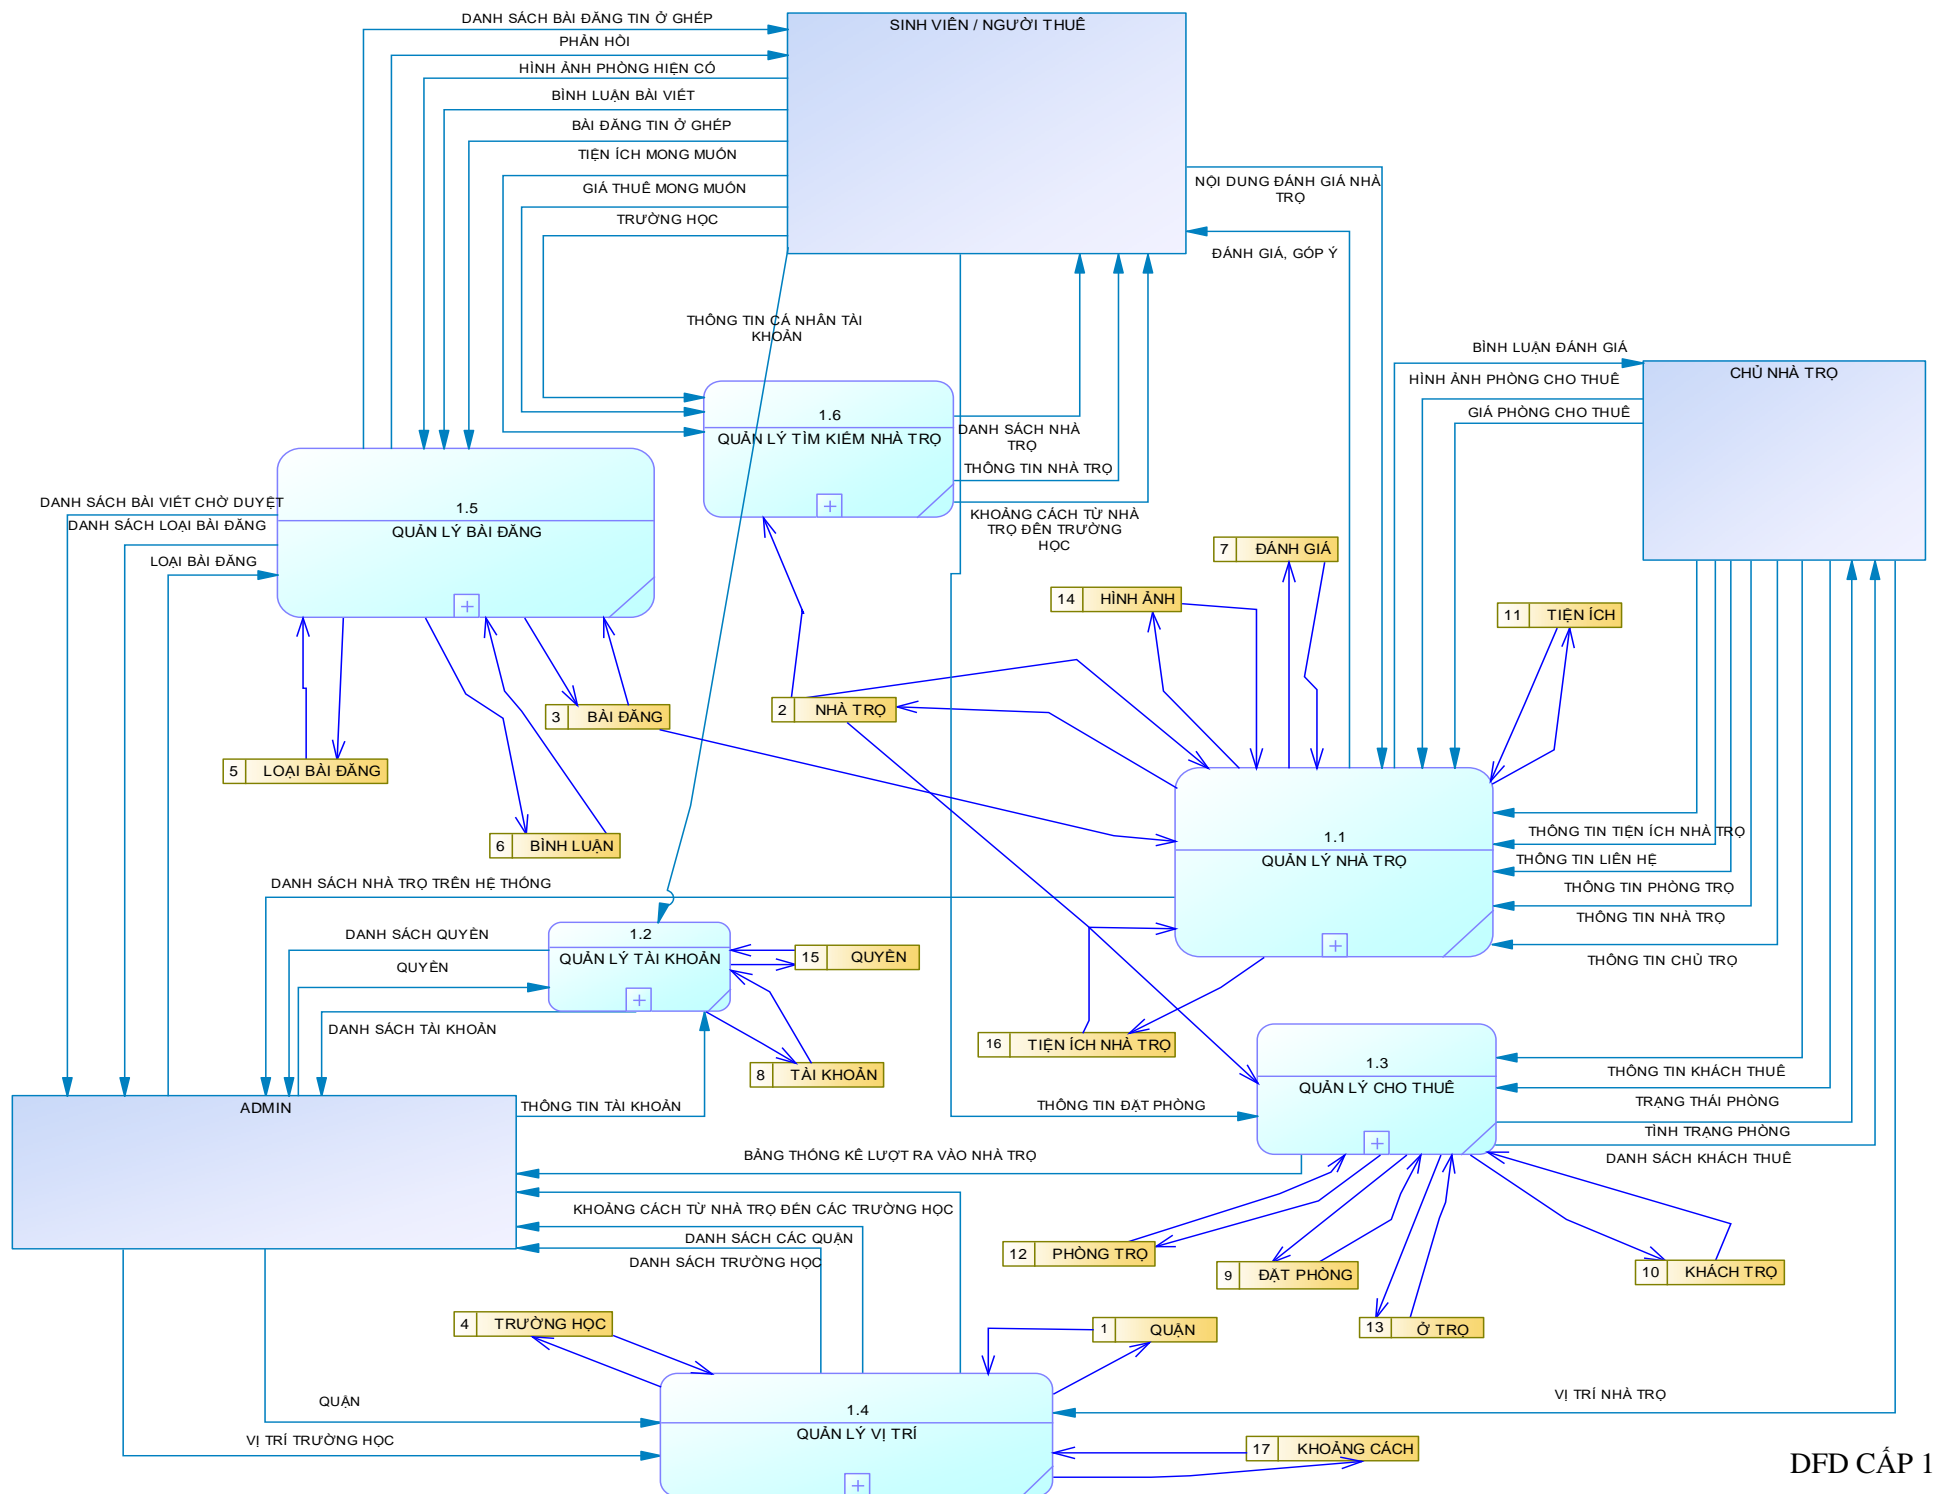 DANH SÁCH BÀI ĐĂNG TIN Ở GHÉP
SINH VIÊN / NGƯỜI THUÊ
PHẢN HỒI
HÌNH ẢNH PHÒNG HIỆN CÓ
BÌNH LUẬN BÀI VIẾT
BÀI ĐĂNG TIN Ở GHÉP
TIỆN ÍCH MONG MUỐN
GIÁ THUÊ MONG MUỐN
TRƯỜNG HỌC
NỘI DUNG ĐÁNH GIÁ NHÀ
TRỌ
ĐÁNH GIÁ, GÓP Ý
THÔNG TIN CÁ NHÂN TÀI
KHOẢN
BÌNH LUẬN ĐÁNH GIÁ
HÌNH ẢNH PHÒNG CHO THUÊ
GIÁ PHÒNG CHO THUÊ
CHỦ NHÀ TRỌ
1.6
QUẢN LÝ TÌM KIẾM NHÀ TRỌ
DANH SÁCH NHÀ
TRỌ
THÔNG TIN NHÀ TRỌ
KHOẢNG CÁCH TỪ NHÀ
TRỌ ĐẾN TRƯỜNG
HỌC
DANH SÁCH BÀI VIẾT CHỜ DUYỆT
DANH SÁCH LOẠI BÀI ĐĂNG
LOẠI BÀI ĐĂNG
1.5
QUẢN LÝ BÀI ĐĂNG
7 ĐÁNH GIÁ
14 HÌNH ẢNH
11 TIỆN ÍCH
3 BÀI ĐĂNG
2 NHÀ TRỌ
5 LOẠI BÀI ĐĂNG
6 BÌNH LUẬN
1.1
QUẢN LÝ NHÀ TRỌ
THÔNG TIN TIỆN ÍCH NHÀ TRỌ
THÔNG TIN LIÊN HỆ
THÔNG TIN PHÒNG TRỌ
THÔNG TIN NHÀ TRỌ
THÔNG TIN CHỦ TRỌ
DANH SÁCH NHÀ TRỌ TRÊN HỆ THỐNG
DANH SÁCH QUYỀN
QUYỀN
DANH SÁCH TÀI KHOẢN
1.2
QUẢN LÝ TÀI KHOẢN
15 QUYỀN
8 TÀI KHOẢN
16 TIỆN ÍCH NHÀ TRỌ
1.3
QUẢN LÝ CHO THUÊ
THÔNG TIN KHÁCH THUÊ
TRẠNG THÁI PHÒNG
TÌNH TRẠNG PHÒNG
DANH SÁCH KHÁCH THUÊ
ADMIN
THÔNG TIN TÀI KHOẢN
THÔNG TIN ĐẶT PHÒNG
BẢNG THỐNG KÊ LƯỢT RA VÀO NHÀ TRỌ
KHOẢNG CÁCH TỪ NHÀ TRỌ ĐẾN CÁC TRƯỜNG HỌC
DANH SÁCH CÁC QUẬN
DANH SÁCH TRƯỜNG HỌC
12 PHÒNG TRỌ
9 ĐẶT PHÒNG
10 KHÁCH TRỌ
13 Ở TRỌ
4 TRƯỜNG HỌC
1 QUẬN
QUẬN
VỊ TRÍ TRƯỜNG HỌC
VỊ TRÍ NHÀ TRỌ
1.4
QUẢN LÝ VỊ TRÍ
17 KHOẢNG CÁCH
DFD CẤP 1